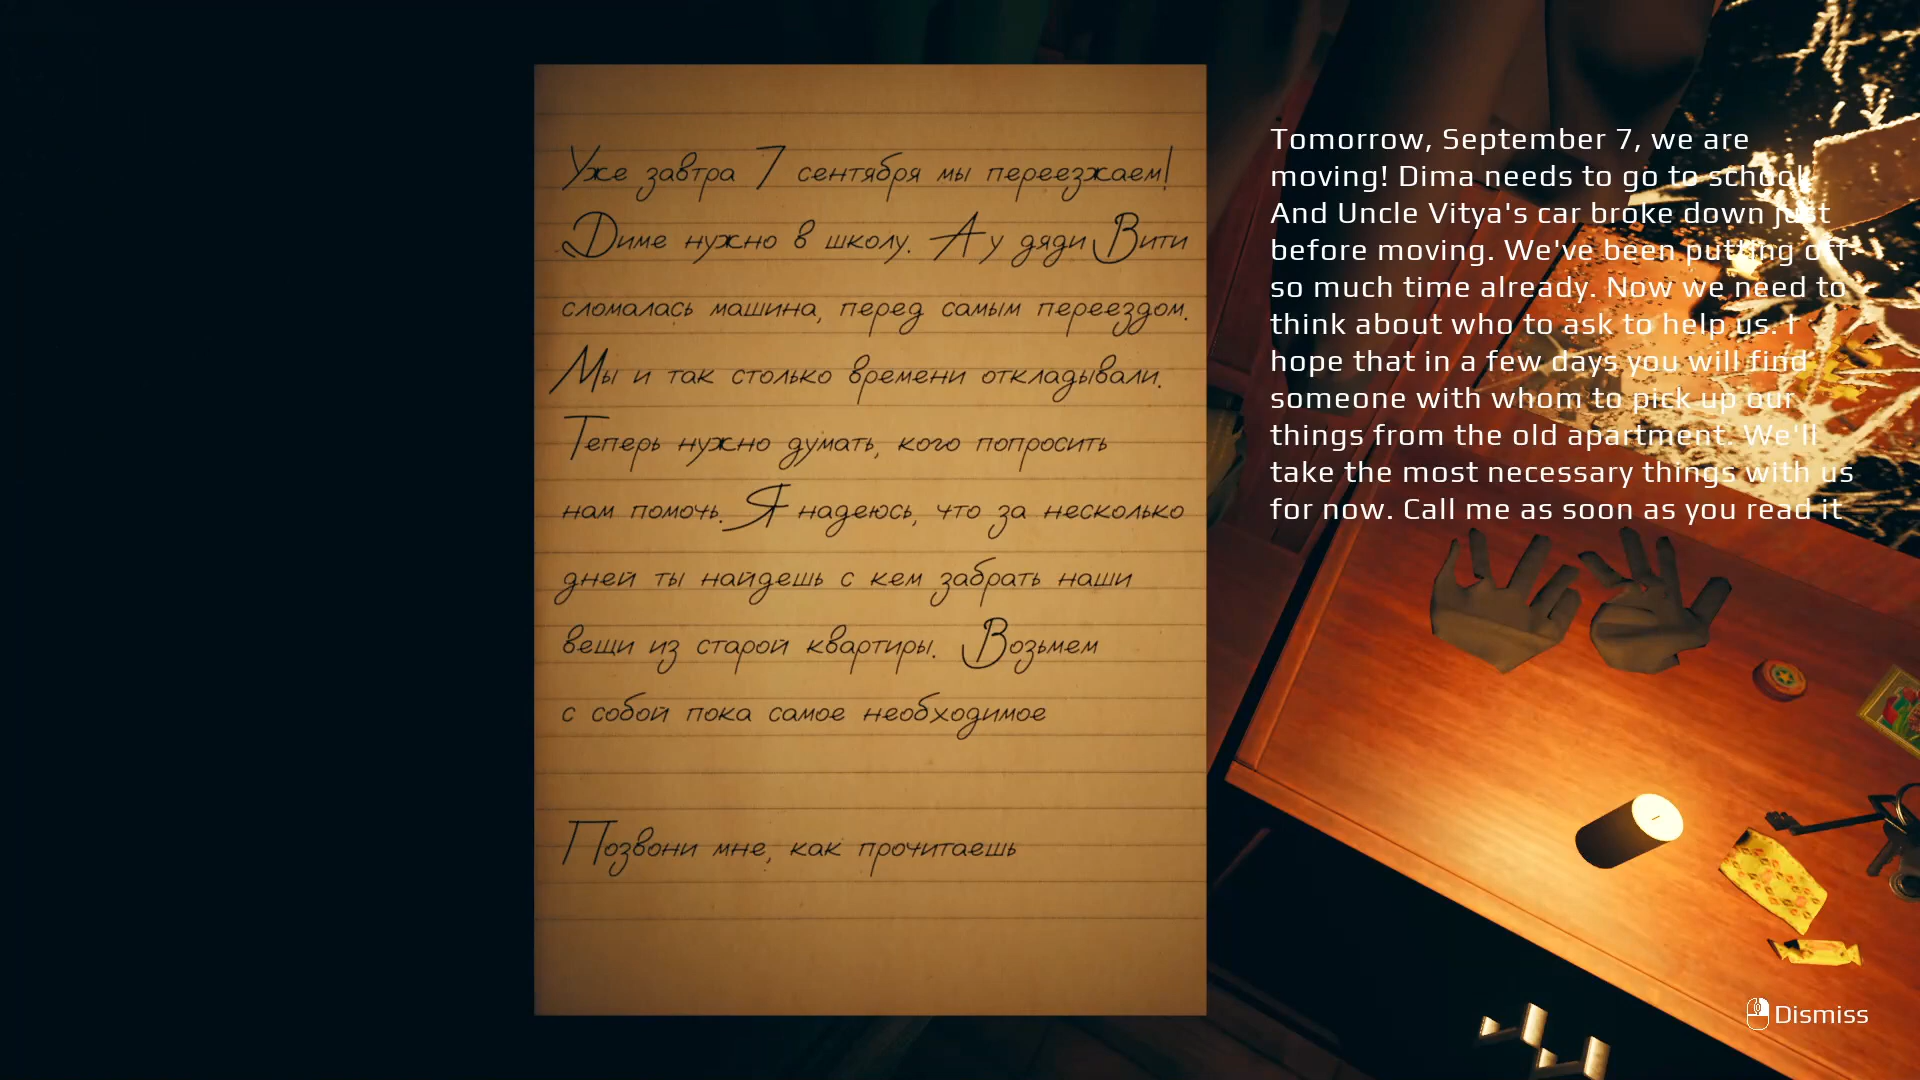 Уже завтра 7 сентября мы переезжаем!
Диме нужно в школу. А у дяди Вити
сломалась машина, перед самым переездом.
Мы и так столько времени откладывали.
Теперь нужно думать, кого попросить
нам помочь. Я надеюсь, что за несколько
дней ты найдешь с кем забрать наши
вещи из старой квартиры. Возьмем
с собой пока самое необходимое
Позвони мне, как прочитаешь
Tomorrow, September 7, we are
moving! Dima needs to go to school.
And Uncle Vitya's car broke down just
before moving. We've been putting off
so much time already. Now we need to
think about who to ask to help us. I
hope that in a few days you will find
someone with whom to pick up our
things from the old apartment. We'll
take the most necessary things with us
for now. Call me as soon as you read it
Dismiss